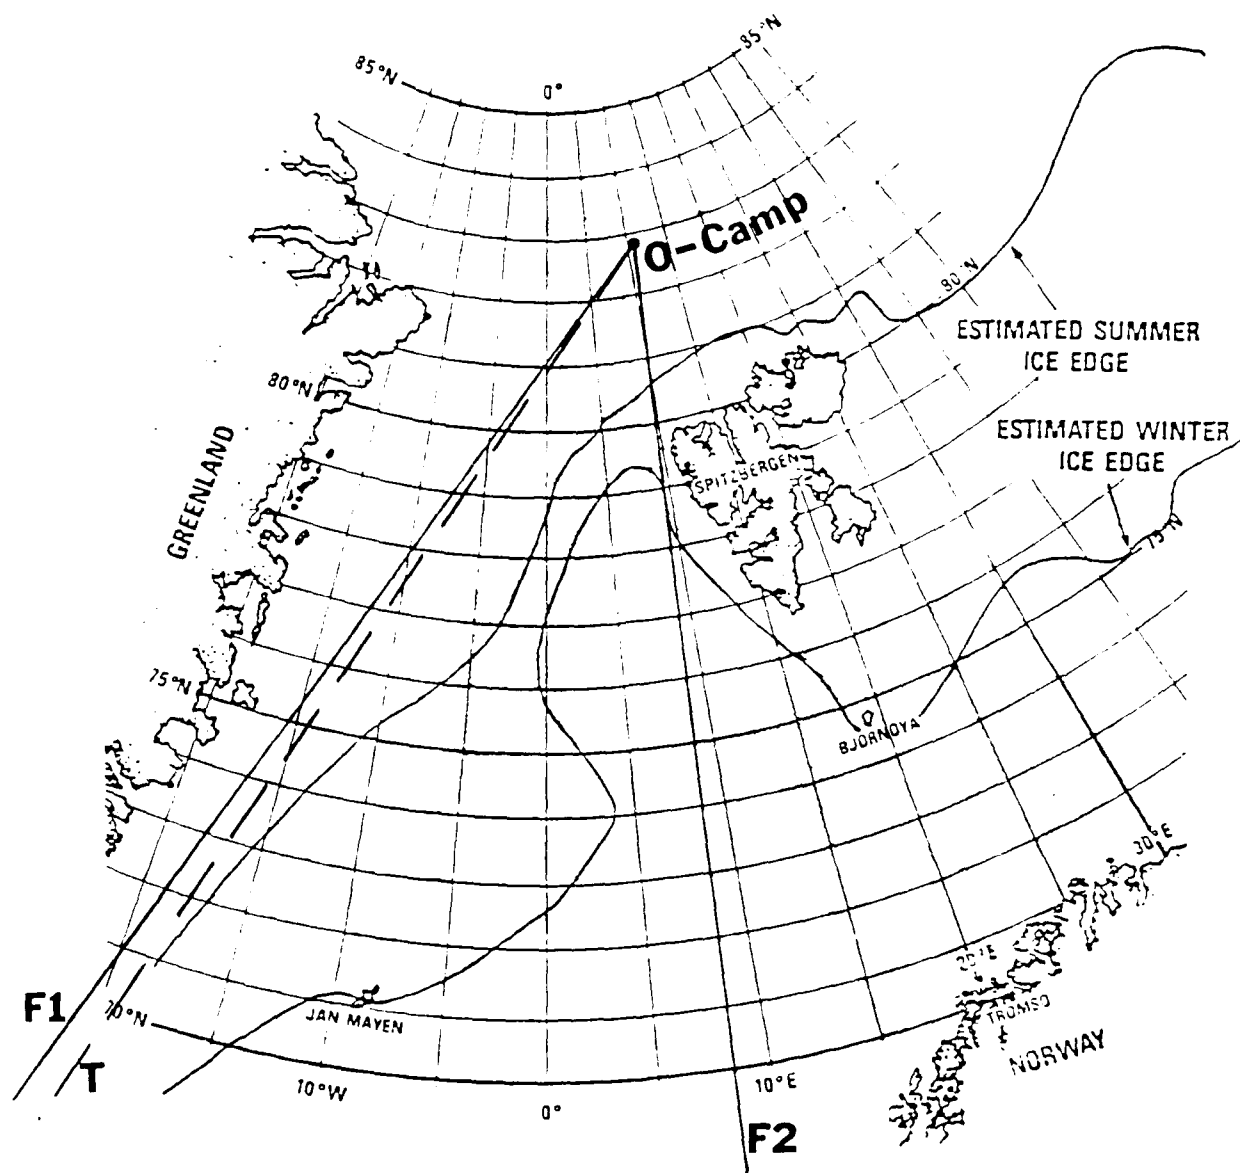 85°N
85°N
0°
O-Camp
80°N
ESTIMATED SUMMER
ICE EDGE
80°N
ESTIMATED WINTER
ICE EDGE
GREENLAND
SPITZBERGEN
75°N
75°N
BJORNOYA
30°E
20°E
F1
70°N
JAN MAYEN
TROMSO
NORWAY
T
10°W
10°E
0°
F2